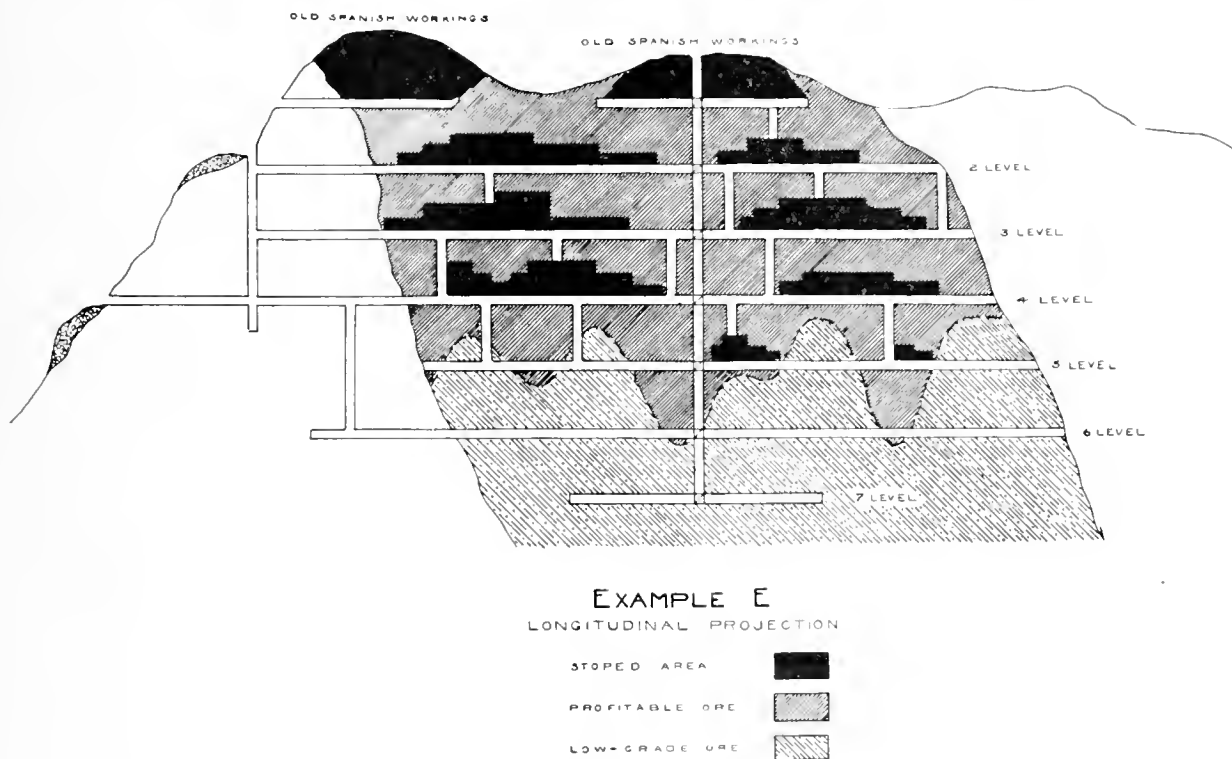 OLD SPANISH WORKINGS
OLD SPANISH WORKINGS
2 LEVEL
3 LEVEL
4 LEVEL
5 LEVEL
6 LEVEL
7 LEVEL
EXAMPLE E
LONGITUDINAL PROJECTION
STOPED AREA
PROFITABLE ORE
LOW-GRADE ORE